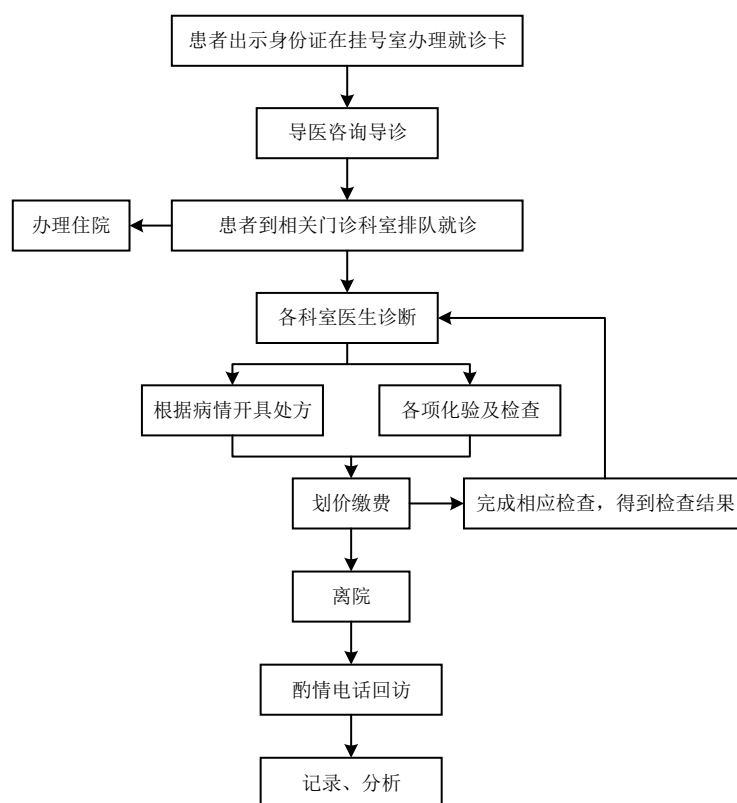 患者出示身份证在挂号室办理就诊卡
导医咨询导诊
办理住院
患者到相关门诊科室排队就诊
各科室医生诊断
根据病情开具处方
各项化验及检查
划价缴费
完成相应检查，得到检查结果
离院
酌情电话回访
记录、分析